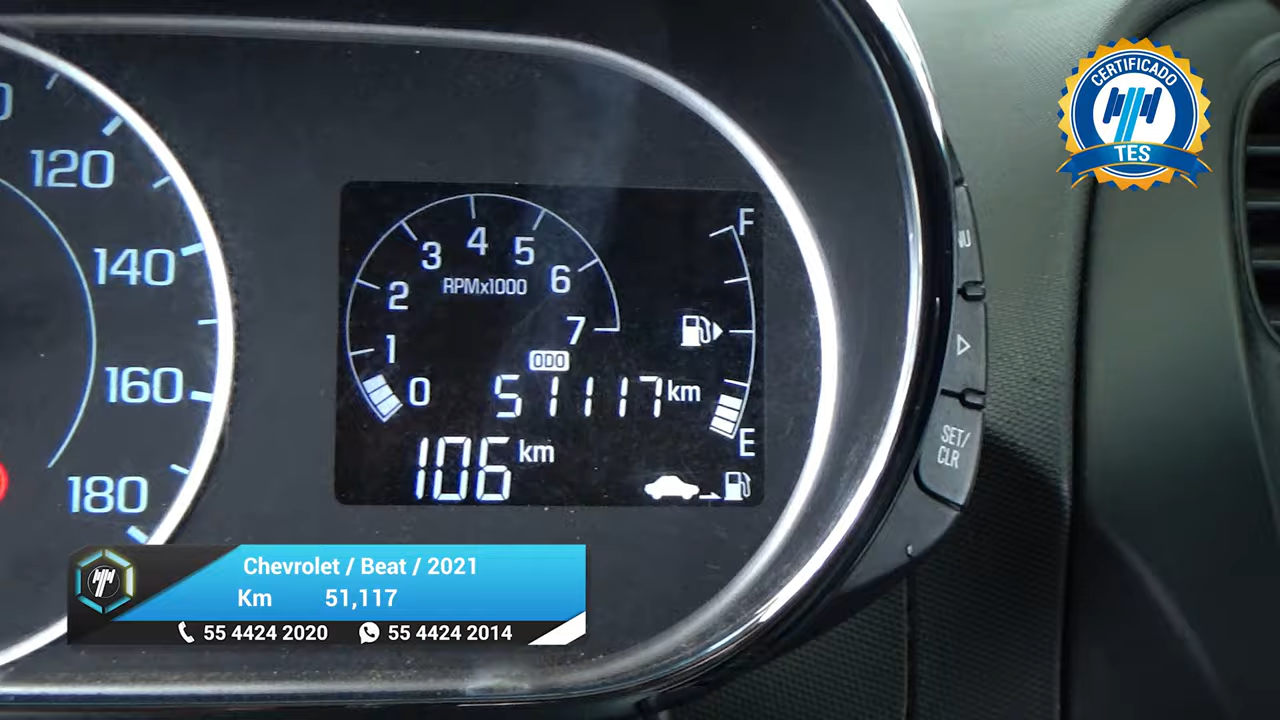 120
140
160
180
F
3 4 5
2 RPMx1000 6
7
1 ODO
0 51117 km
E
106 km
SET/
CLR
CERTIFICADO
TES
Chevrolet / Beat / 2021
Km 51,117
55 4424 2020 55 4424 2014